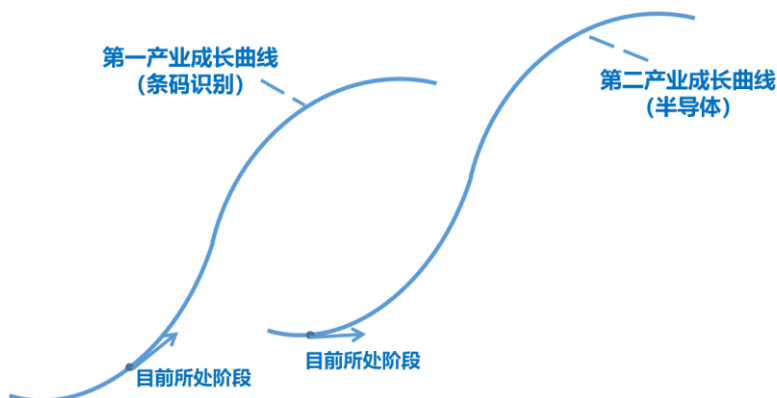 第一产业成长曲线
（条码识别）
第二产业成长曲线
（半导体）
目前所处阶段
目前所处阶段